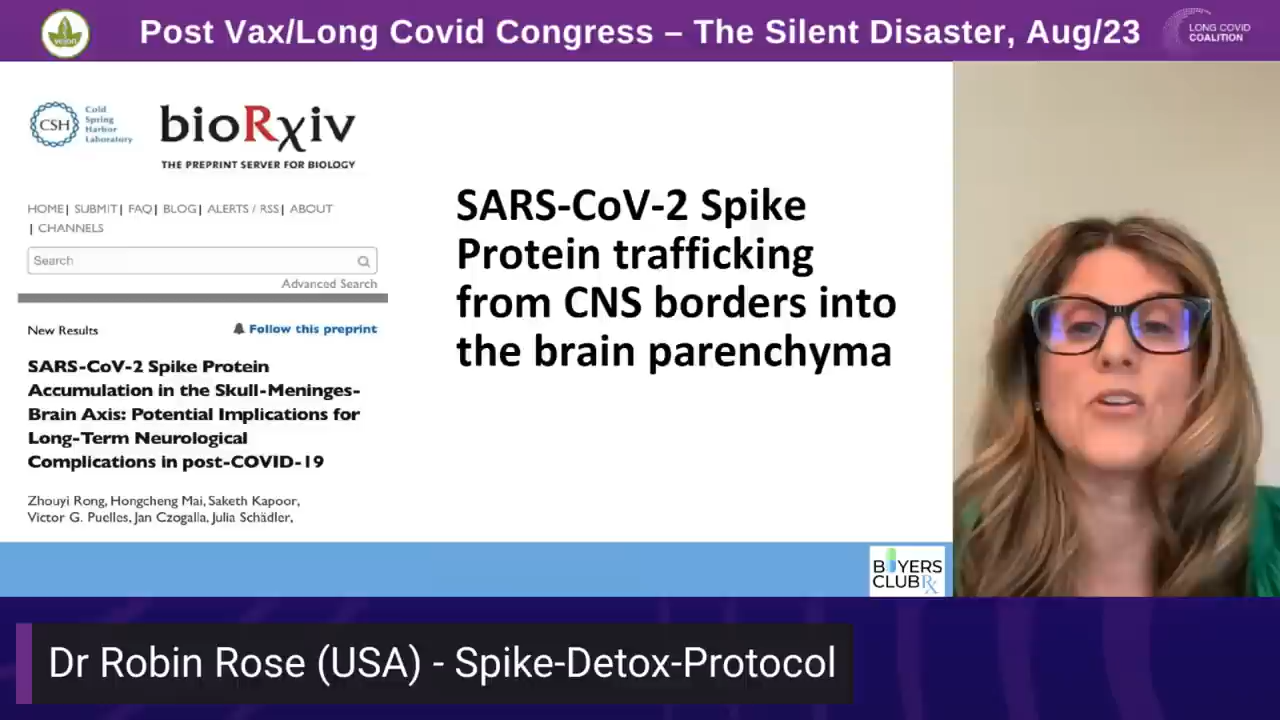 Post Vax/Long Covid Congress – The Silent Disaster, Aug/23
LONG COVID
COALITION
CSH
Cold
Spring
Harbor
Laboratory
bioRxiv
THE PREPRINT SERVER FOR BIOLOGY
HOME| SUBMIT| FAQ| BLOG| ALERTS / RSS| ABOUT
| CHANNELS
Search
Advanced Search
New Results
Follow this preprint
SARS-CoV-2 Spike Protein
Accumulation in the Skull-Meninges-
Brain Axis: Potential Implications for
Long-Term Neurological
Complications in post-COVID-19
Zhouyi Rong, Hongcheng Mai, Saketh Kapoor,
Victor G. Puelles, Jan Czogalla, Julia Schädler,
SARS-CoV-2 Spike
Protein trafficking
from CNS borders into
the brain parenchyma
BUYERS
CLUB Rx
Dr Robin Rose (USA) - Spike-Detox-Protocol